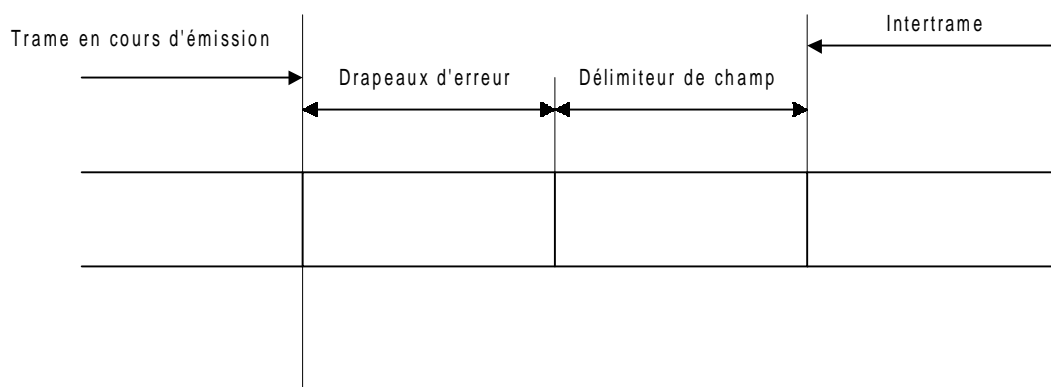 Intertrame
Trame en cours d'émission
Drapeaux d'erreur
Délimiteur de champ